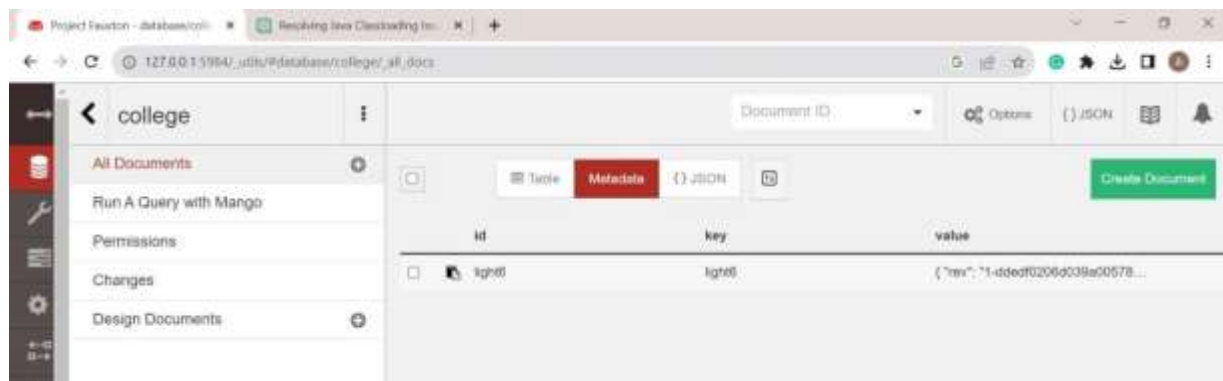 Project Fauxton - database/coll
Resolving Java Classloading Iss
127.0.0.1:5984/_utils/#database/college/_all_docs
college
Document ID
Options
{} JSON
All Documents
Table
Metadata
{} JSON
Create Document
Run A Query with Mango
Permissions
id key value
light6 light6 { "rev": "1-ddedf0206d039a00578...
Changes
Design Documents